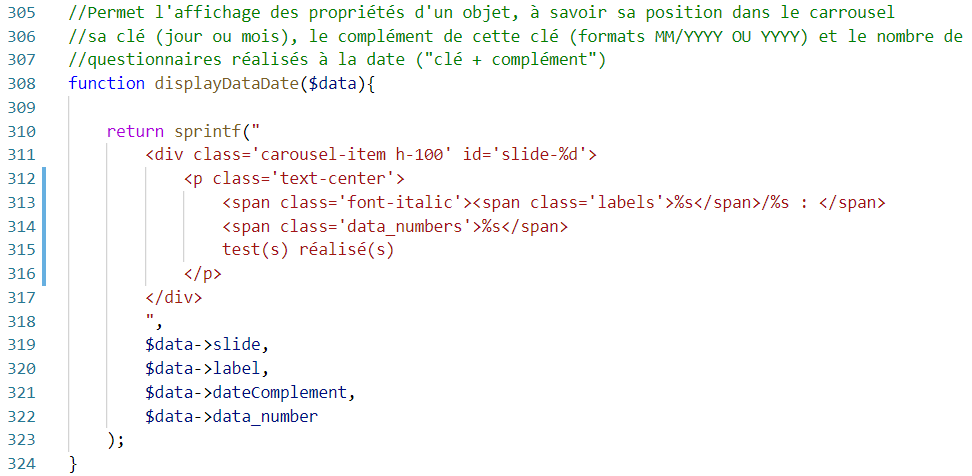 305 //Permet l'affichage des propriétés d'un objet, à savoir sa position dans le carrousel
306 //sa clé (jour ou mois), le complément de cette clé (formats MM/YYYY OU YYYY) et le nombre de
307 //questionnaires réalisés à la date ("clé + complément")
308 function displayDataDate($data){
309
310     return sprintf("
311         <div class='carousel-item h-100' id='slide-%d'>
312             <p class='text-center'>
313                 <span class='font-italic'><span class='labels'>%s</span>/%s : </span>
314                 <span class='data_numbers'>%s</span>
315                 test(s) réalisé(s)
316             </p>
317         </div>
318         ",
319         $data->slide,
320         $data->label,
321         $data->dateComplement,
322         $data->data_number
323     );
324 }